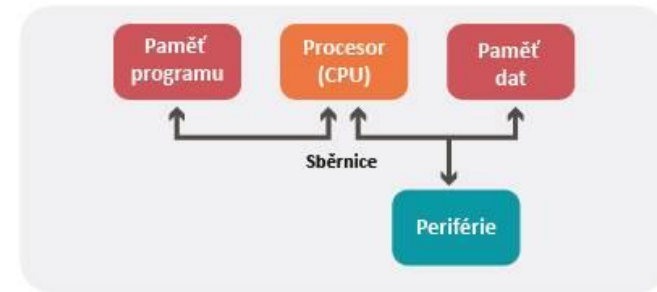 Paměť
programu
Procesor
(CPU)
Paměť
dat
Sběrnice
Periférie